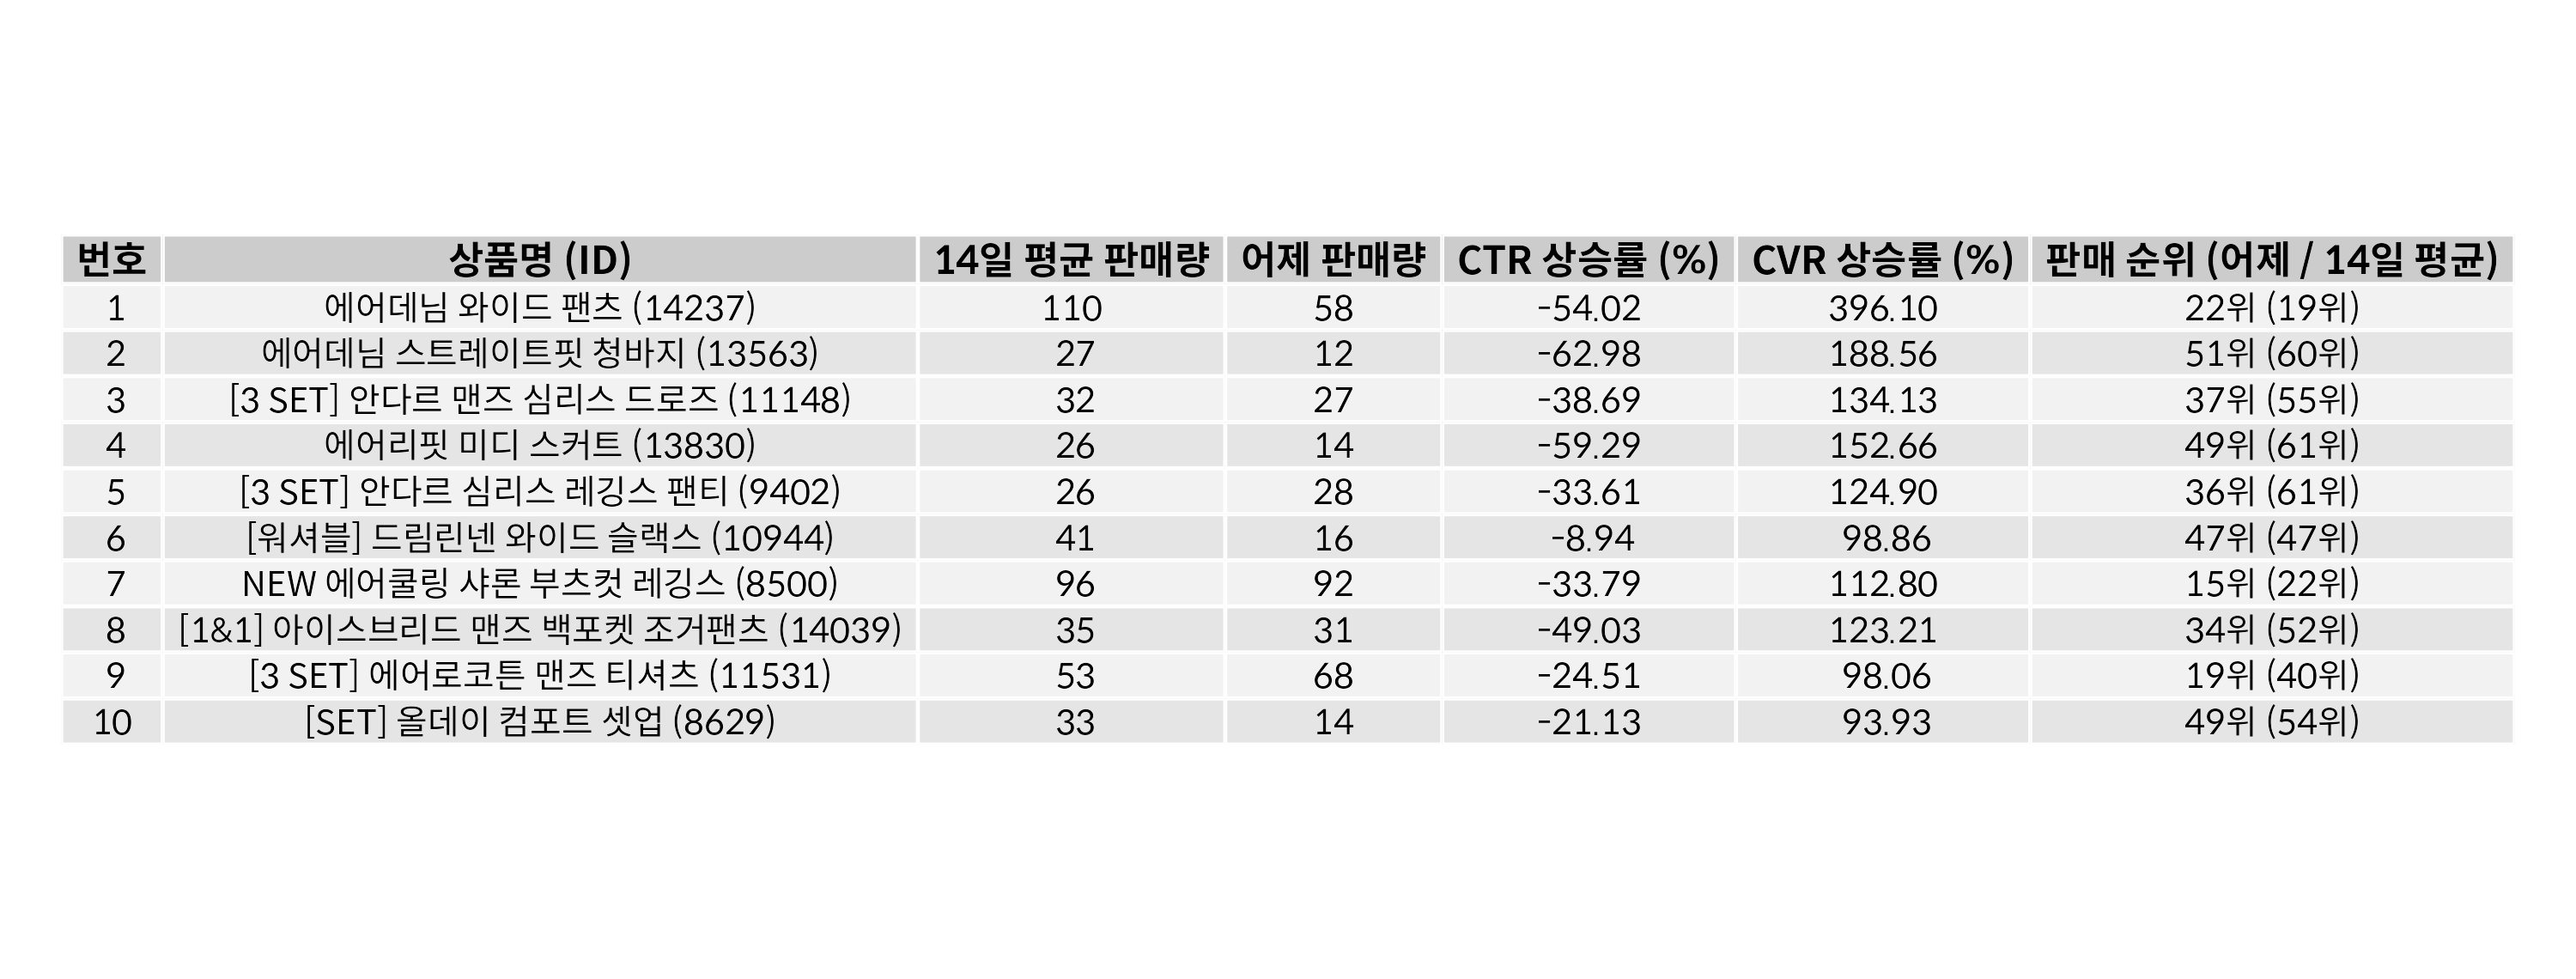 번호 상품명 (ID) 14일 평균 판매량 어제 판매량 CTR 상승률 (%) CVR 상승률 (%) 판매 순위 (어제 / 14일 평균)
1 에어데님 와이드 팬츠 (14237) 110 58 -54.02 396.10 22위 (19위)
2 에어데님 스트레이트핏 청바지 (13563) 27 12 -62.98 188.56 51위 (60위)
3 [3 SET] 안다르 맨즈 심리스 드로즈 (11148) 32 27 -38.69 134.13 37위 (55위)
4 에어리핏 미디 스커트 (13830) 26 14 -59.29 152.66 49위 (61위)
5 [3 SET] 안다르 심리스 레깅스 팬티 (9402) 26 28 -33.61 124.90 36위 (61위)
6 [워셔블] 드림린넨 와이드 슬랙스 (10944) 41 16 -8.94 98.86 47위 (47위)
7 NEW 에어쿨링 샤론 부츠컷 레깅스 (8500) 96 92 -33.79 112.80 15위 (22위)
8 [1&1] 아이스브리드 맨즈 백포켓 조거팬츠 (14039) 35 31 -49.03 123.21 34위 (52위)
9 [3 SET] 에어로코튼 맨즈 티셔츠 (11531) 53 68 -24.51 98.06 19위 (40위)
10 [SET] 올데이 컴포트 셋업 (8629) 33 14 -21.13 93.93 49위 (54위)